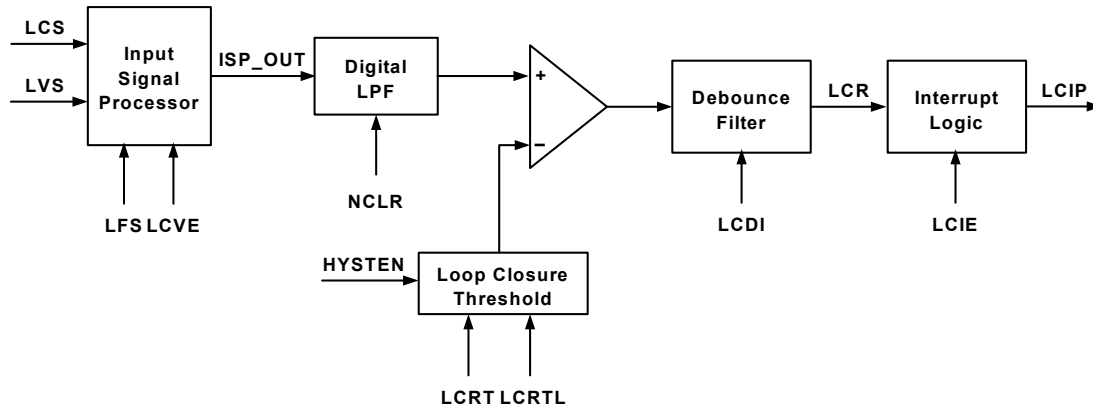 LCS
LVS
Input
Signal
Processor
ISP_OUT
Digital
LPF
+
–
Debounce
Filter
LCR
Interrupt
Logic
LCIP
LFS LCVE
NCLR
LCDI
LCIE
HYSTEN
Loop Closure
Threshold
LCRT LCRTL